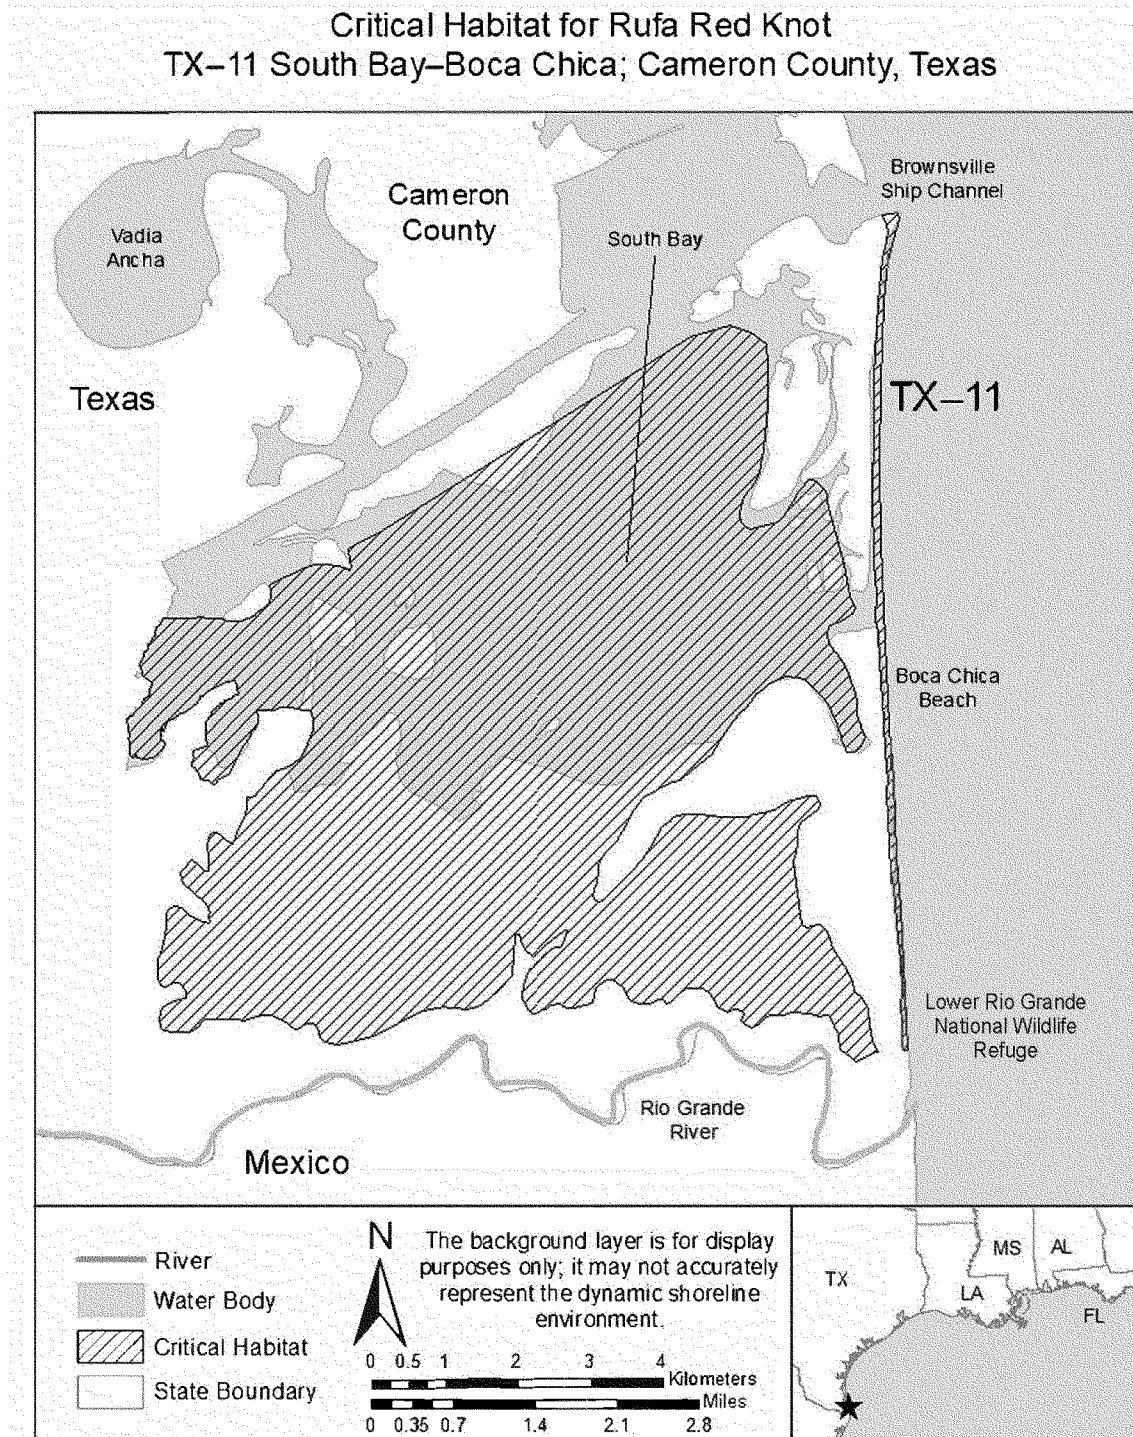 Critical Habitat for Rufa Red Knot
TX–11 South Bay–Boca Chica; Cameron County, Texas
Brownsville
Ship Channel
Cameron
County
Vadia
Ancha
South Bay
Texas
TX–11
Boca Chica
Beach
Lower Rio Grande
National Wildlife
Refuge
Rio Grande
River
Mexico
River
Water Body
Critical Habitat
State Boundary
N
The background layer is for display
purposes only; it may not accurately
represent the dynamic shoreline
environment.
0 0.5 1 2 3 4
Kilometers
Miles
0 0.35 0.7 1.4 2.1 2.8
TX
LA
MS
AL
FL